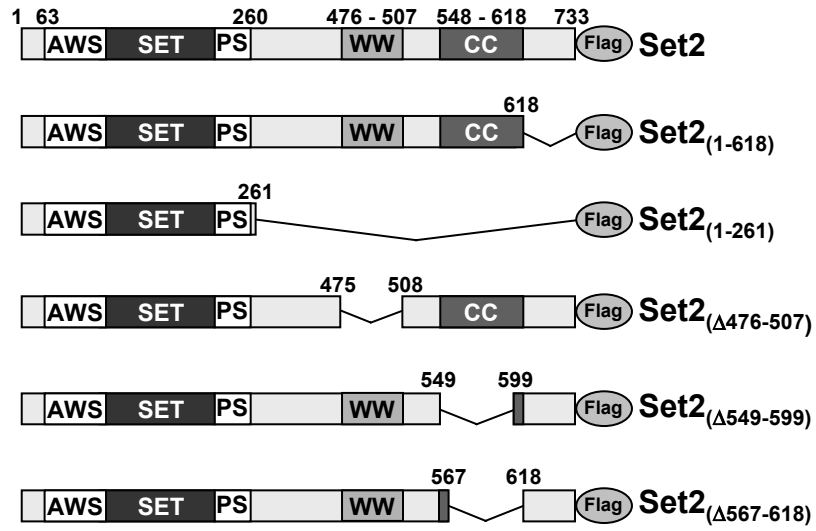 1 63 260 476 - 507 548 - 618 733
AWS SET PS WW CC Flag Set2
618
AWS SET PS WW CC Flag Set2(1-618)
261
AWS SET PS Flag Set2(1-261)
475 508
AWS SET PS CC Flag Set2(Δ476-507)
549 599
AWS SET PS WW Flag Set2(Δ549-599)
567 618
AWS SET PS WW Flag Set2(Δ567-618)